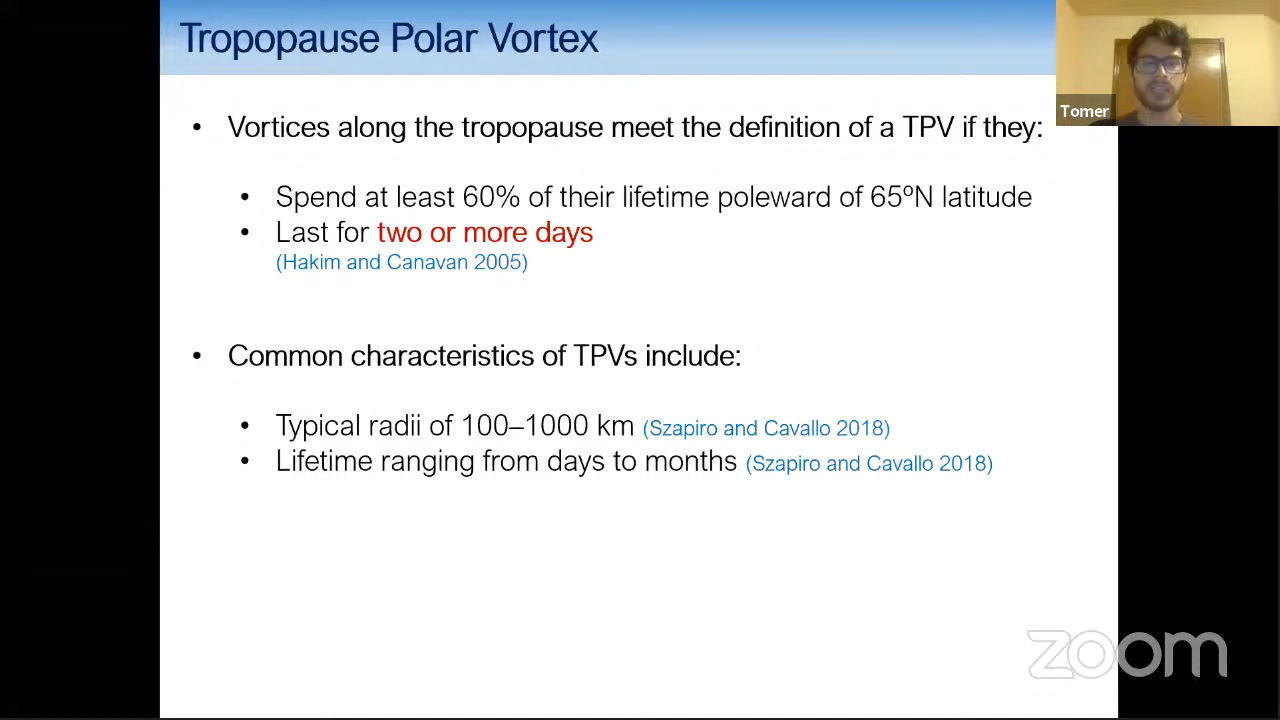 Tropopause Polar Vortex
Tomer
• Vortices along the tropopause meet the definition of a TPV if they:
• Spend at least 60% of their lifetime poleward of 65ºN latitude
• Last for two or more days
(Hakim and Canavan 2005)
• Common characteristics of TPVs include:
• Typical radii of 100–1000 km (Szapiro and Cavallo 2018)
• Lifetime ranging from days to months (Szapiro and Cavallo 2018)
zoom